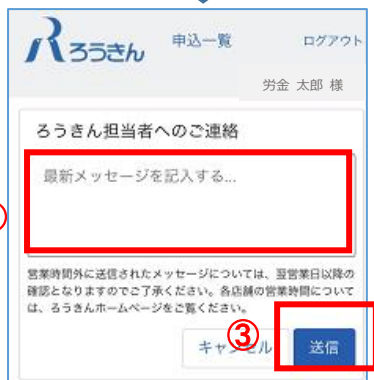 ろうきん 申込一覧 ログアウト
労金 太郎 様
ろうきん担当者へのご連絡
最新メッセージを記入する...
営業時間外に送信されたメッセージについては、翌営業日以降の
確認となりますのでご了承ください。各店舗の営業時間について
は、ろうきんホームページをご覧ください。
キャンセル ③ 送信